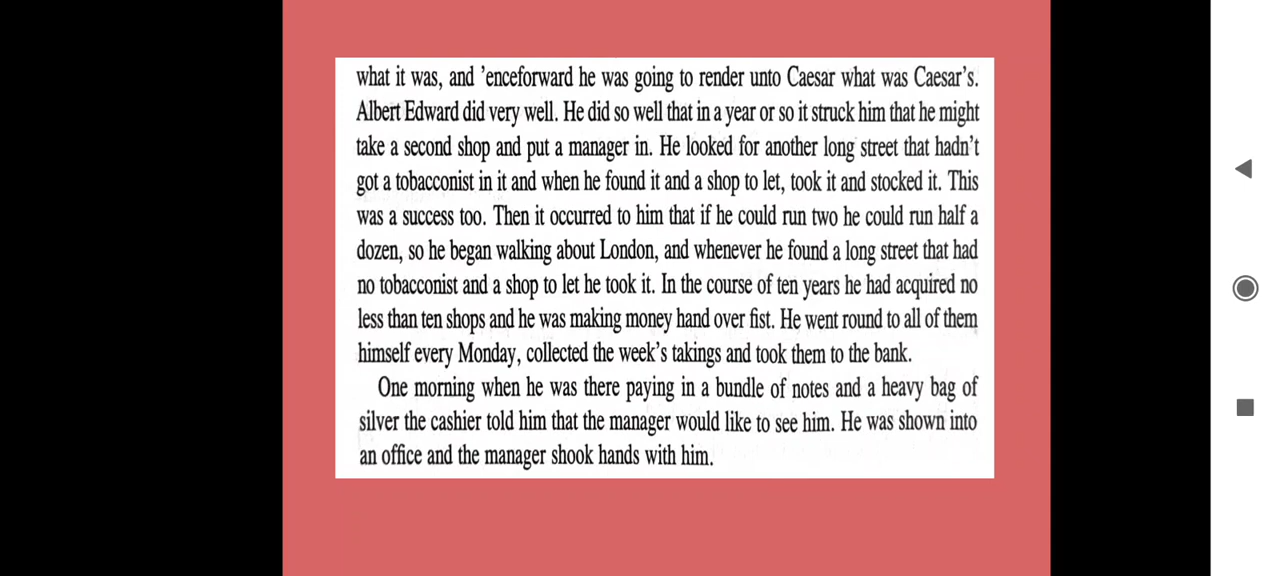 what it was, and ’enceforward he was going to render unto Caesar what was Caesar’s.
Albert Edward did very well. He did so well that in a year or so it struck him that he might
take a second shop and put a manager in. He looked for another long street that hadn’t
got a tobacconist in it and when he found it and a shop to let, took it and stocked it. This
was a success too. Then it occurred to him that if he could run two he could run half a
dozen, so he began walking about London, and whenever he found a long street that had
no tobacconist and a shop to let he took it. In the course of ten years he had acquired no
less than ten shops and he was making money hand over fist. He went round to all of them
himself every Monday, collected the week’s takings and took them to the bank.
One morning when he was there paying in a bundle of notes and a heavy bag of
silver the cashier told him that the manager would like to see him. He was shown into
an office and the manager shook hands with him.